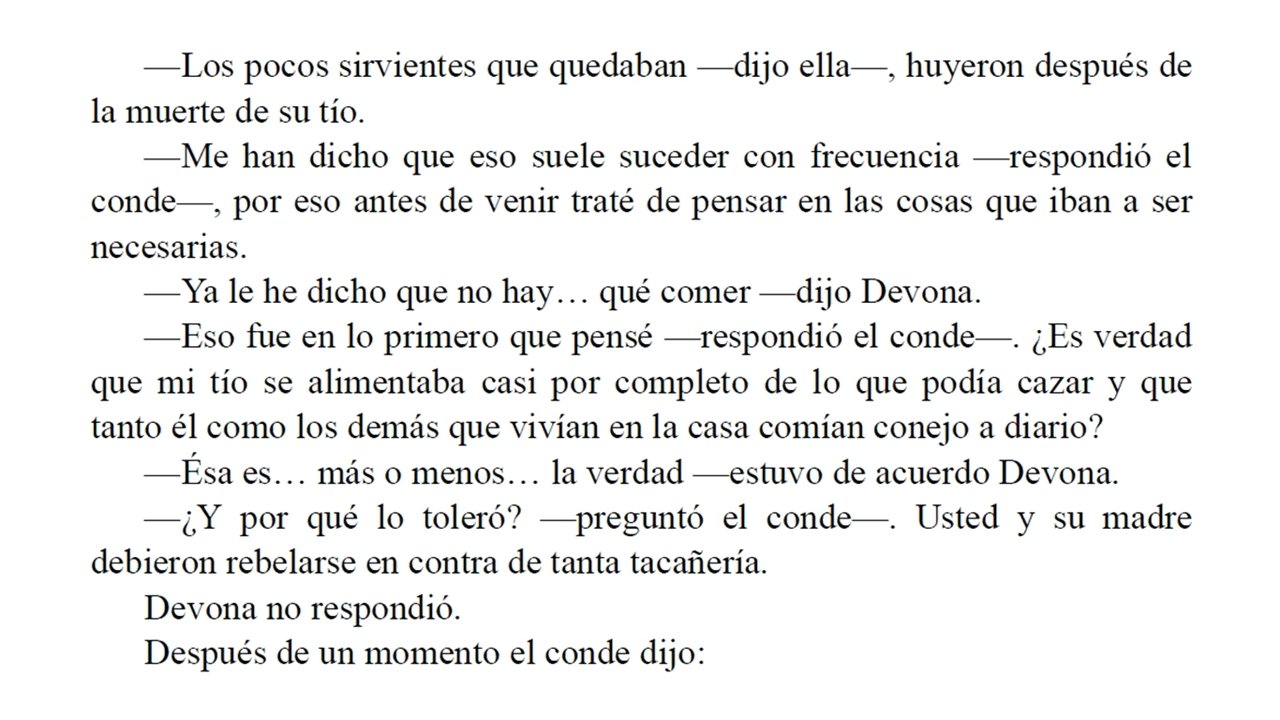 —Los pocos sirvientes que quedaban —dijo ella—, huyeron después de
la muerte de su tío.
—Me han dicho que eso suele suceder con frecuencia —respondió el
conde—, por eso antes de venir traté de pensar en las cosas que iban a ser
necesarias.
—Ya le he dicho que no hay… qué comer —dijo Devona.
—Eso fue en lo primero que pensé —respondió el conde—. ¿Es verdad
que mi tío se alimentaba casi por completo de lo que podía cazar y que
tanto él como los demás que vivían en la casa comían conejo a diario?
—Ésa es… más o menos… la verdad —estuvo de acuerdo Devona.
—¿Y por qué lo toleró? —preguntó el conde—. Usted y su madre
debieron rebelarse en contra de tanta tacañería.
Devona no respondió.
Después de un momento el conde dijo: